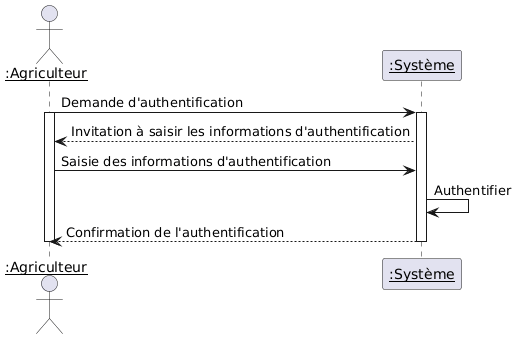 :Agriculteur
:Système
Demande d'authentification
Invitation à saisir les informations d'authentification
Saisie des informations d'authentification
Authentifier
Confirmation de l'authentification
:Agriculteur
:Système